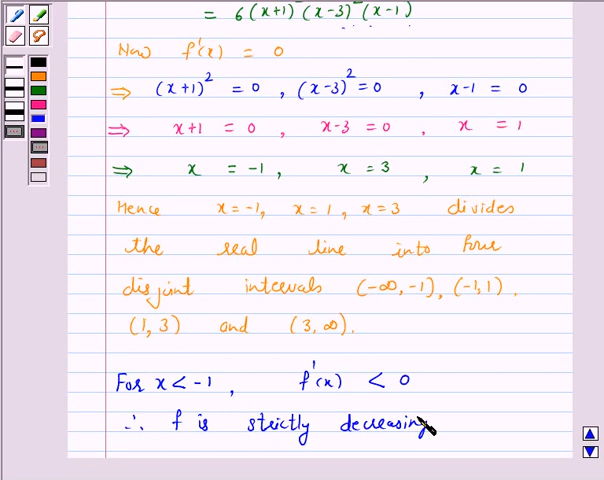 = 6 (x+1)² (x-3)² (x-1)
Now f'(x) = 0
⇒ (x+1)² = 0 , (x-3)² = 0 , x-1 = 0
⇒ x+1 = 0 , x-3 = 0 , x = 1
⇒ x = -1 , x = 3 , x = 1
Hence x = -1, x = 1, x = 3 divides
the real line into four
disjoint intervals (-∞, -1), (-1, 1),
(1, 3) and (3, ∞).
For x < -1 , f'(x) < 0
∴ f is strictly decreasing